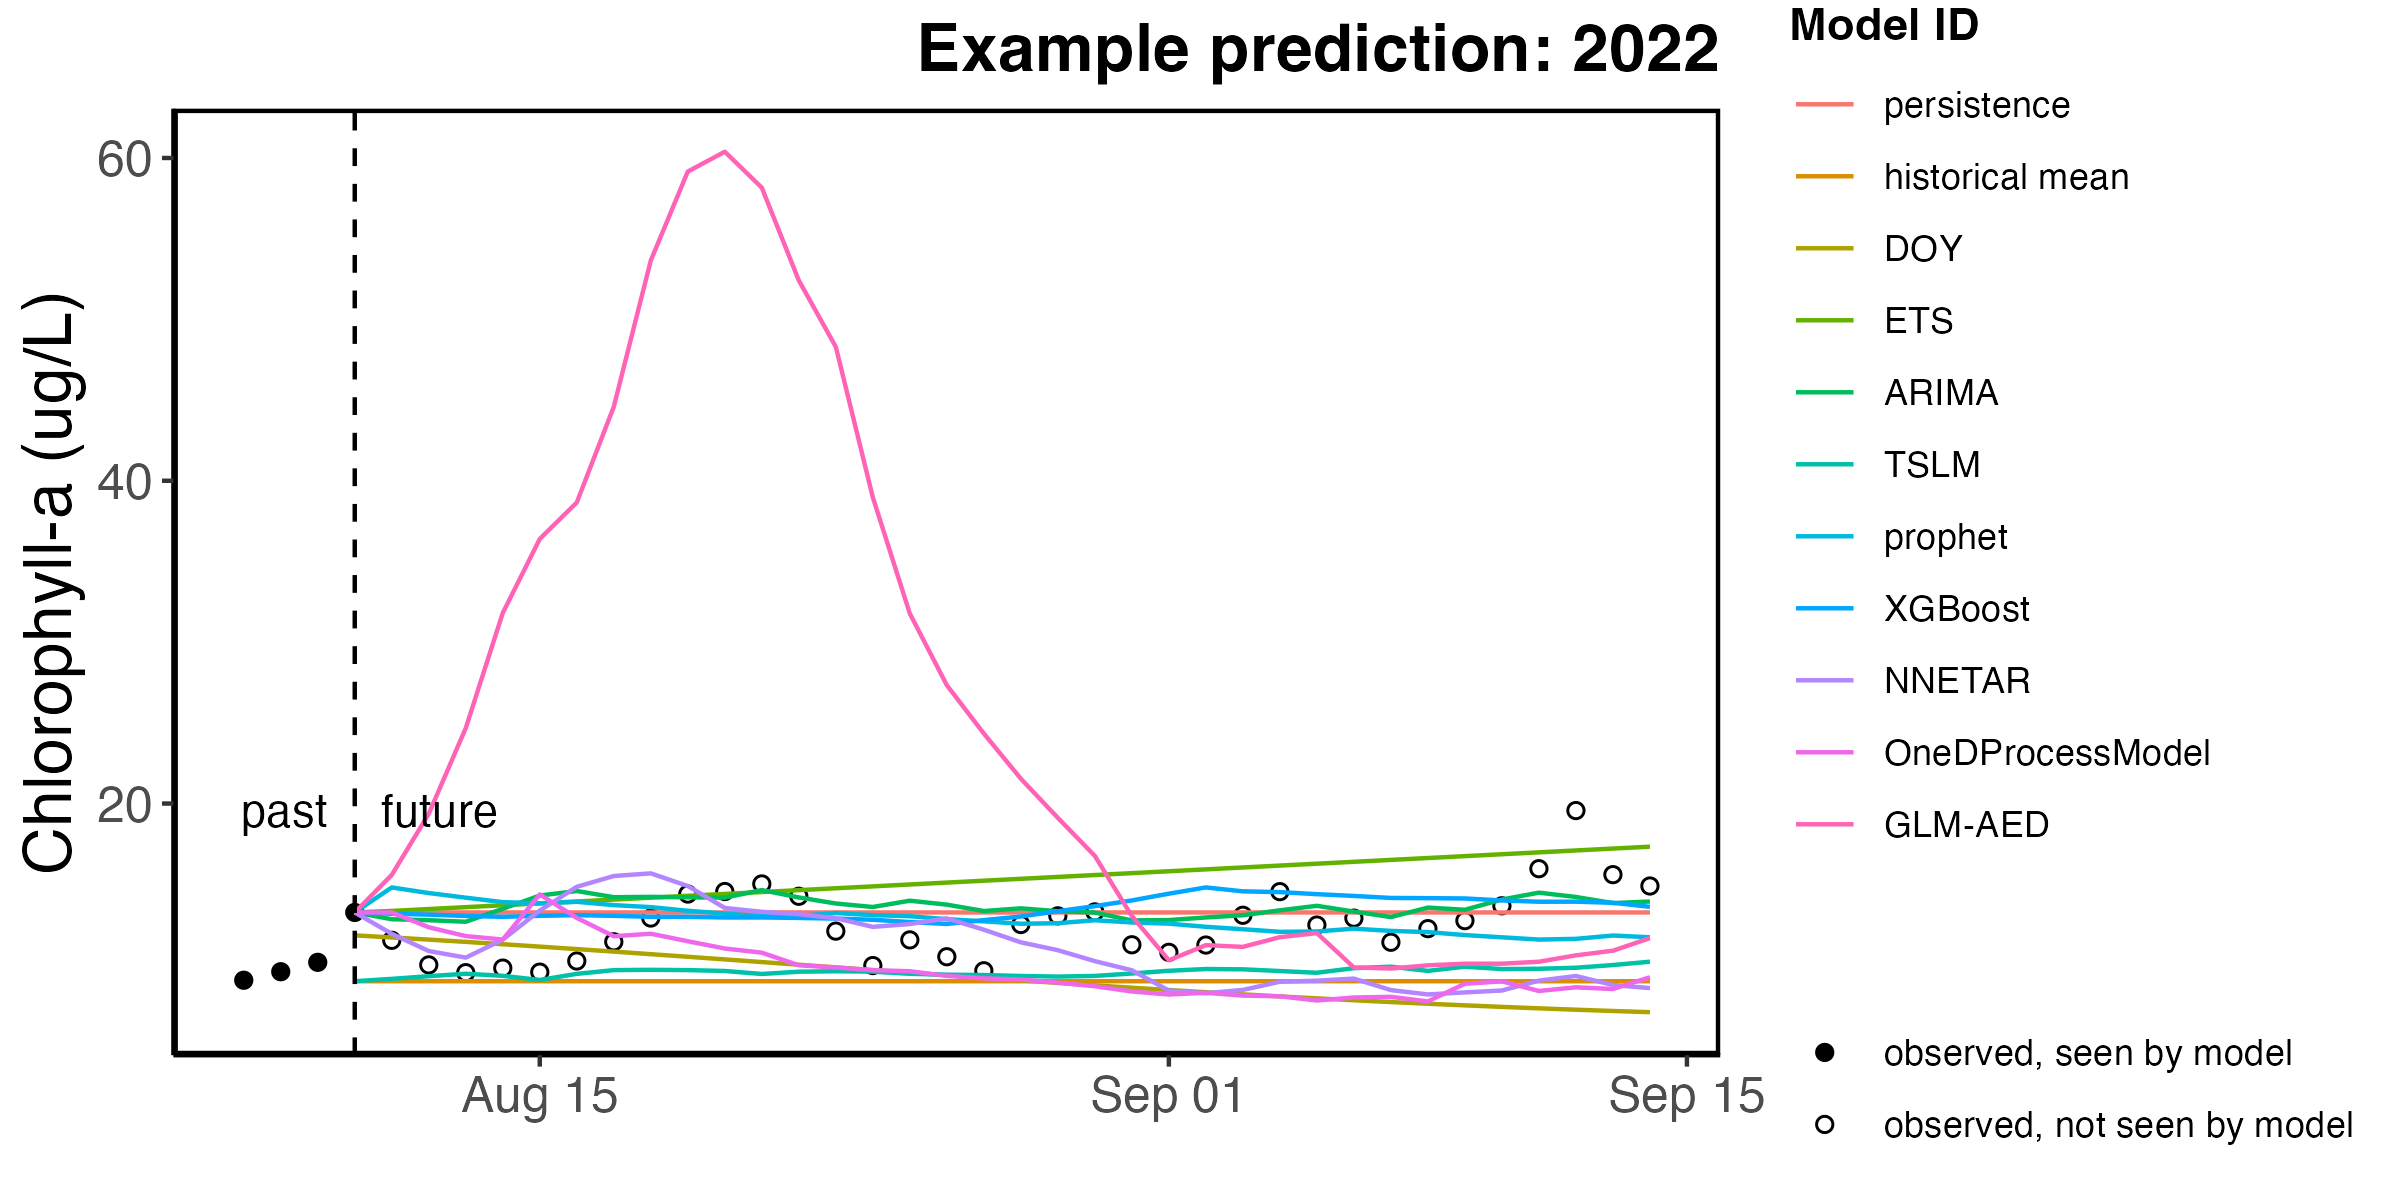 Example prediction: 2022
Chlorophyll-a (ug/L)
60
40
20
past
future
Aug 15
Sep 01
Sep 15
Model ID
persistence
historical mean
DOY
ETS
ARIMA
TSLM
prophet
XGBoost
NNETAR
OneDProcessModel
GLM-AED
observed, seen by model
observed, not seen by model